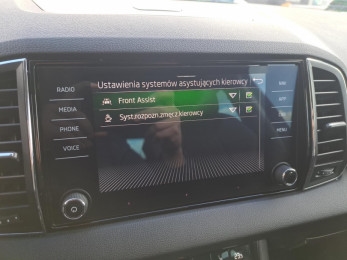 Ustawienia systemów asystujących kierowcy
RADIO
Front Assist
MEDIA
Syst.rozpozn.zmęcz.kierowcy
PHONE
MENU
VOICE